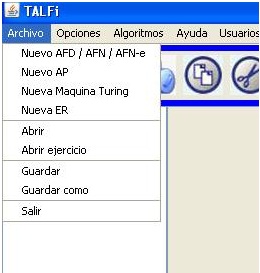 TALFi
Archivo Opciones Algoritmos Ayuda Usuarios
Nuevo AFD / AFN / AFN-e
Nuevo AP
Nueva Maquina Turing
Nueva ER
Abrir
Abrir ejercicio
Guardar
Guardar como
Salir